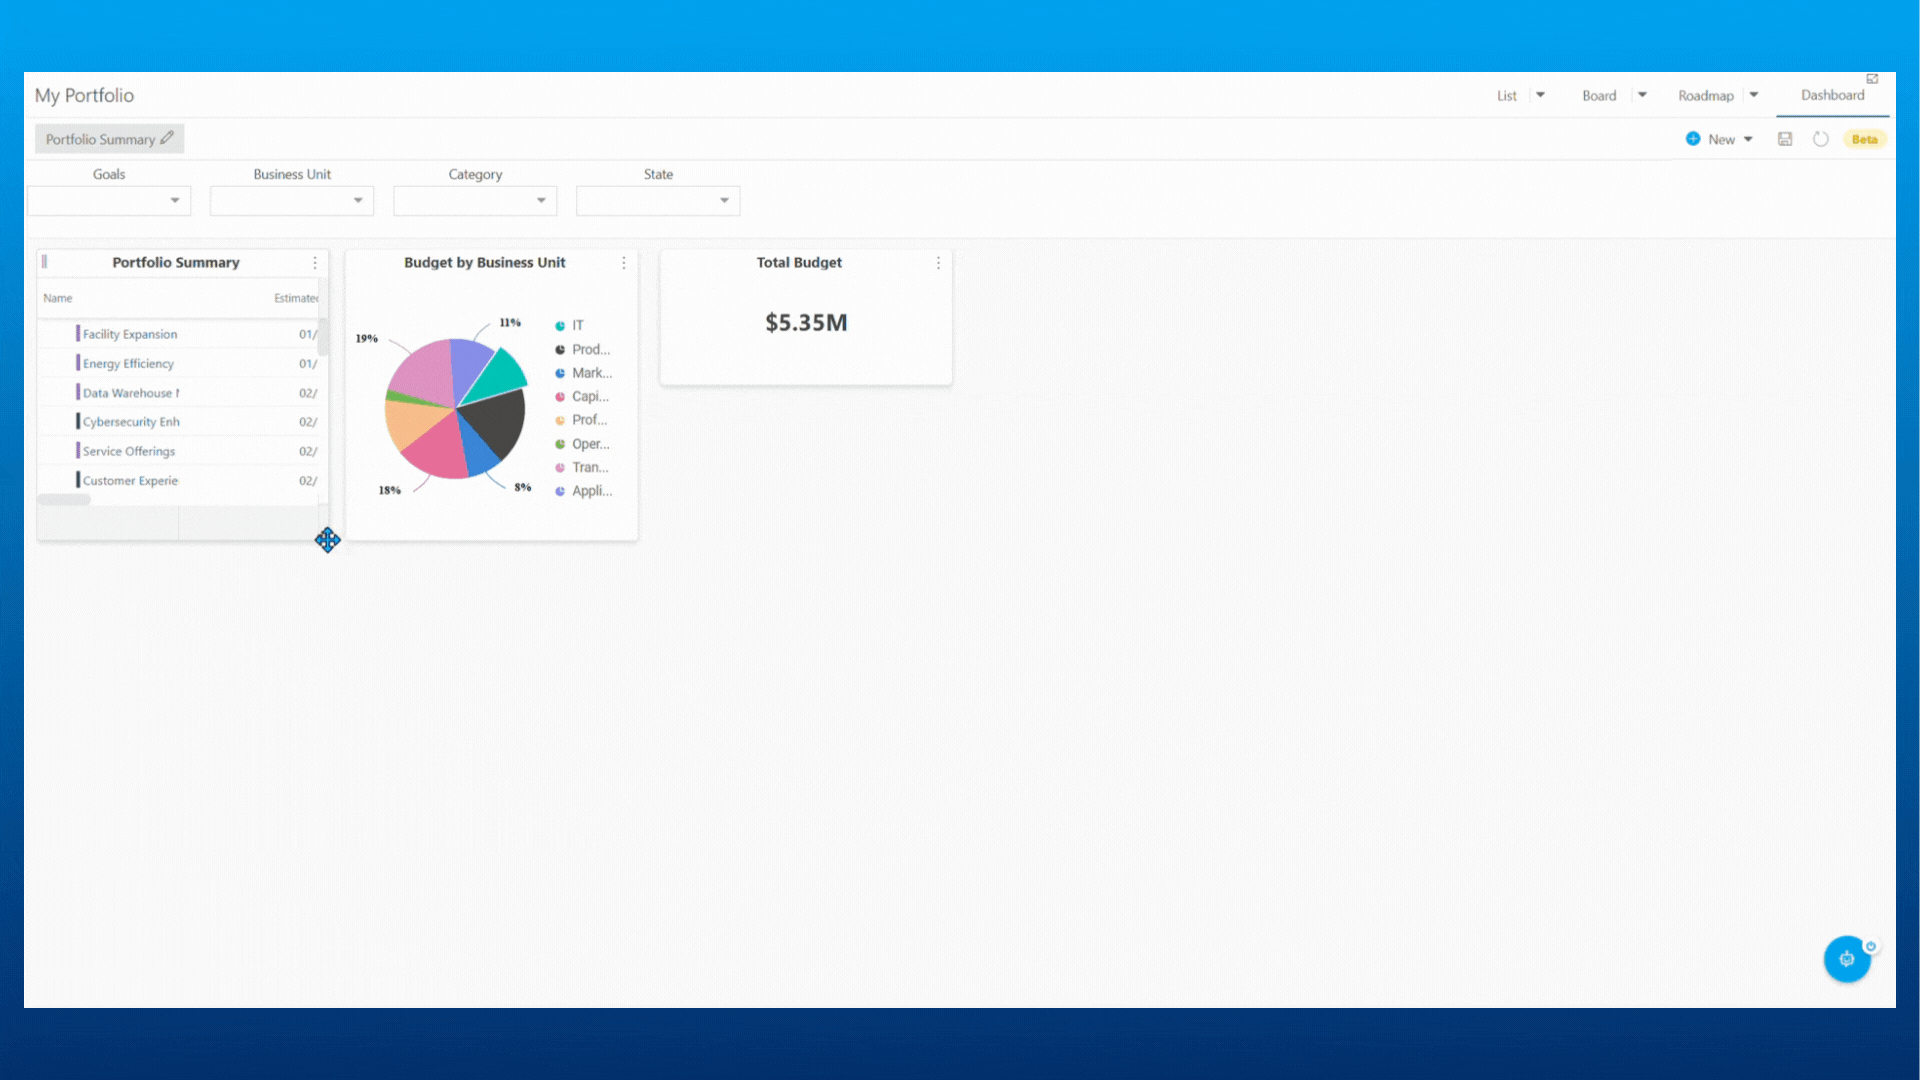 My Portfolio
List
Board
Roadmap
Dashboard
Portfolio Summary
New
Beta
Goals
Business Unit
Category
State
Portfolio Summary
Name
Estimated
Facility Expansion
01/
Energy Efficiency
01/
Data Warehouse
02/
Cybersecurity Enh
02/
Service Offerings
02/
Customer Experie
02/
Budget by Business Unit
11%
19%
18%
8%
IT
Prod...
Mark...
Capi...
Prof...
Oper...
Tran...
Appli...
Total Budget
$5.35M